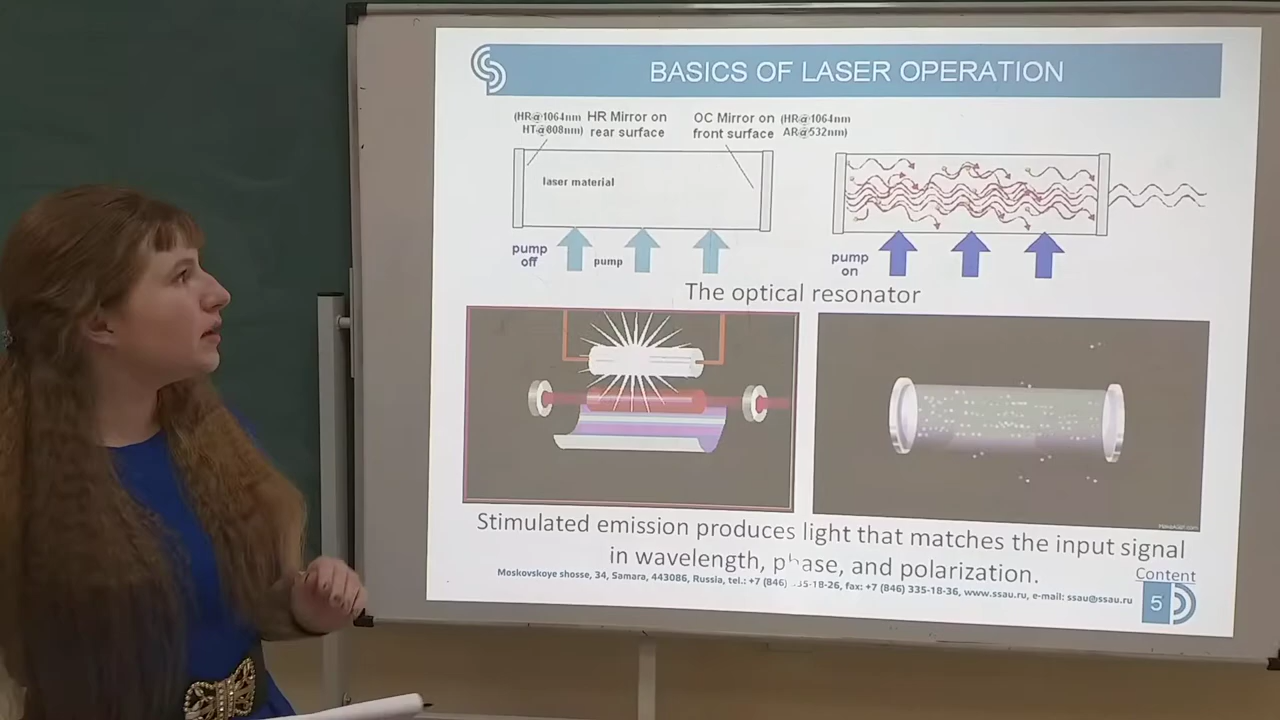 BASICS OF LASER OPERATION
(HR@1064nm HR Mirror on OC Mirror on (HR@1064nm
HT@808nm) rear surface front surface AR@532nm)
laser material
pump
off
pump
pump
on
The optical resonator
Stimulated emission produces light that matches the input signal
in wavelength, phase, and polarization.
Content
Moskovskoye shosse, 34, Samara, 443086, Russia, tel.: +7 (846) 35-18-26, fax: +7 (846) 335-18-36, www.ssau.ru, e-mail: ssau@ssau.ru
5